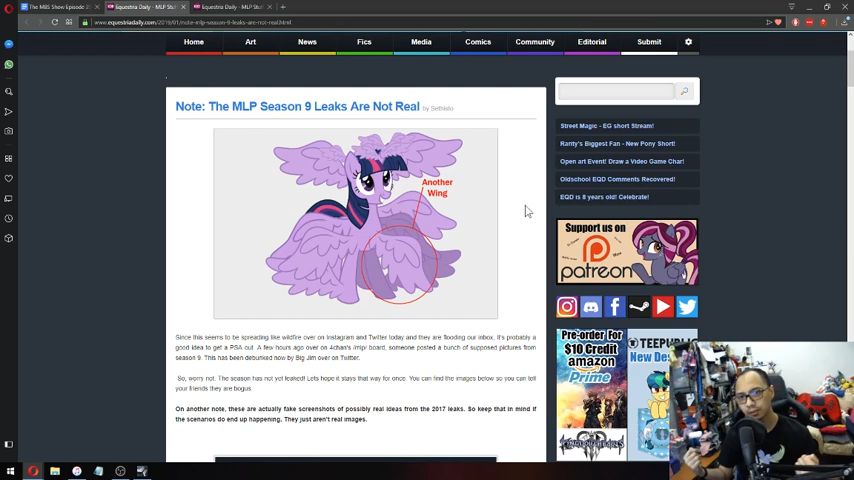 The MBS Show Episode
Equestria Daily - MLP Stuf
Equestria Daily - MLP Stuf
www.equestriadaily.com/2019/01/note-mlp-season-9-leaks-are-not-real.html
Home
Art
News
Fics
Media
Comics
Community
Editorial
Submit
Note: The MLP Season 9 Leaks Are Not Real by Sethisto
Another
Wing
Since this seems to be spreading like wildfire over on Instagram and Twitter today and they are flooding our inbox, it's probably a
good idea to get a PSA out. A few hours ago over on 4chan's /mlp/ board, someone posted a bunch of supposed pictures from
season 9. This has been debunked now by Big Jim over on Twitter.
So, worry not. The season has not yet leaked! Lets hope it stays that way for once. You can find the images below so you can tell
your friends they are bogus.
On another note, these are actually fake screenshots of possibly real ideas from the 2017 leaks. So keep that in mind if
the scenarios do end up happening. They just aren't real images.
Street Magic - EG short Stream!
Rarity's Biggest Fan - New Pony Short!
Open art Event! Draw a Video Game Char!
Oldschool EQD Comments Recovered!
EQD is 8 years old! Celebrate!
Support us on
patreon
Pre-Order For
$10 Credit
amazon
Prime
KINGDOM HEARTS
TEEPUBLIC
New De